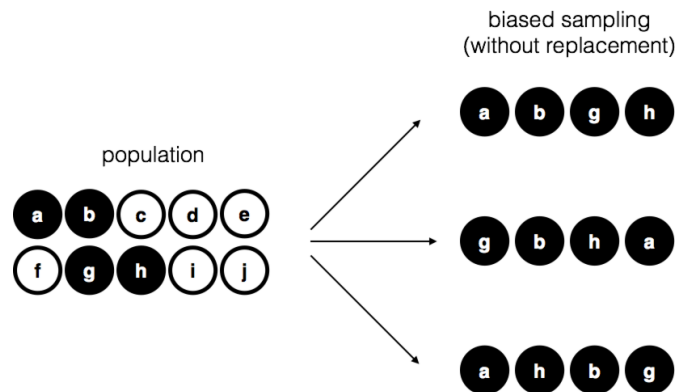 biased sampling
(without replacement)
a b g h
population
a b c d e
f g h i j
g b h a
a h b g